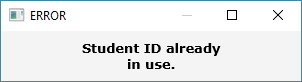 ERROR
Student ID already
in use.